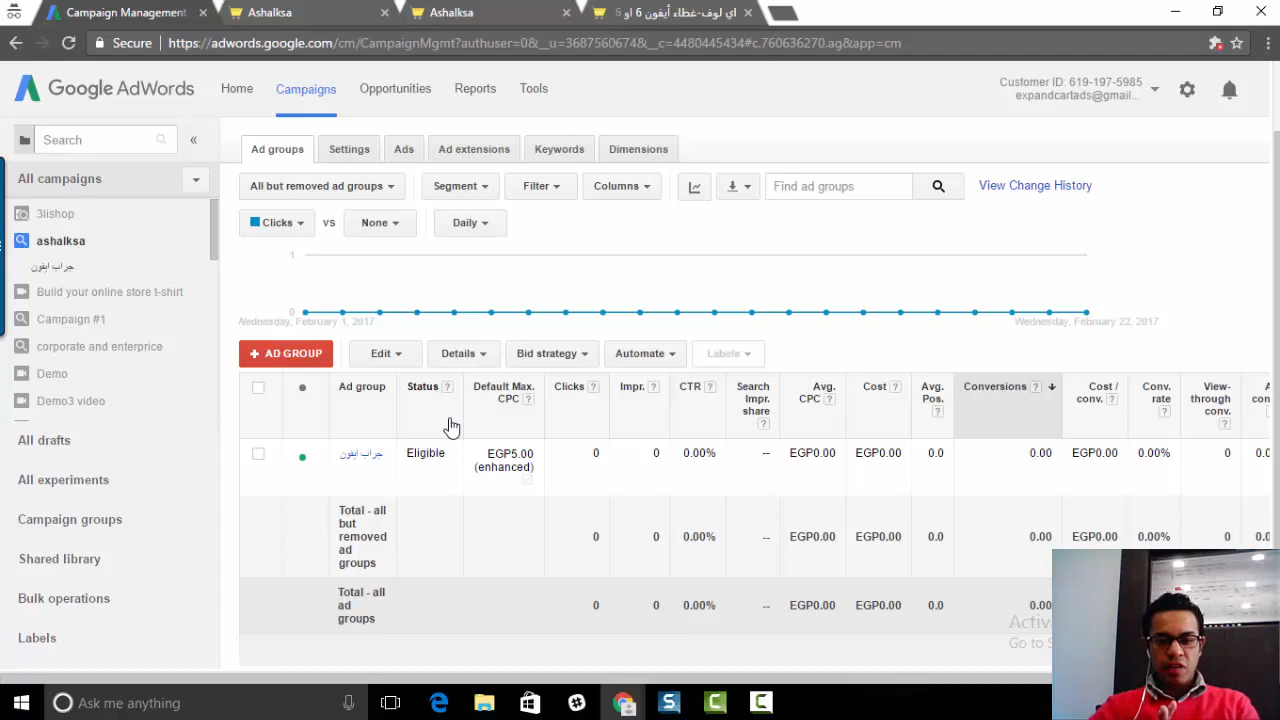 Campaign Management
Ashalksa
Ashalksa
اي لوف-غطاء أيفون 6 او 6
Secure
https://adwords.google.com/cm/CampaignMgmt?authuser=0&__u=3687560674&__c=4480445434#c.760636270.ag&app=cm
Google AdWords
Home
Campaigns
Opportunities
Reports
Tools
Customer ID: 619-197-5985
expandcartads@gmail...
Search
«
All campaigns
3lishop
ashalksa
جراب ايفون
Build your online store t-shirt
Campaign #1
corporate and enterprice
Demo
Demo3 video
All drafts
All experiments
Campaign groups
Shared library
Bulk operations
Labels
Ad groups
Settings
Ads
Ad extensions
Keywords
Dimensions
All but removed ad groups
Segment
Filter
Columns
Find ad groups
View Change History
Clicks
vs
None
Daily
1
0
Wednesday, February 1, 2017
Wednesday, February 22, 2017
+ AD GROUP
Edit
Details
Bid strategy
Automate
Labels
Ad group
Status ?
Default Max. CPC ?
Clicks ?
Impr. ?
CTR ?
Search Impr. share ?
Avg. CPC ?
Cost ?
Avg. Pos. ?
Conversions ?
Cost / conv. ?
Conv. rate ?
View-through conv. ?
جراب ايفون
Eligible
EGP5.00 (enhanced)
0
0
0.00%
--
EGP0.00
EGP0.00
0.0
0.00
EGP0.00
0.00%
0
Total - all but removed ad groups
0
0
0.00%
--
EGP0.00
EGP0.00
0.0
0.00
EGP0.00
0.00%
0
Total - all ad groups
0
0
0.00%
--
EGP0.00
EGP0.00
0.0
0.00
Go to S
Ask me anything